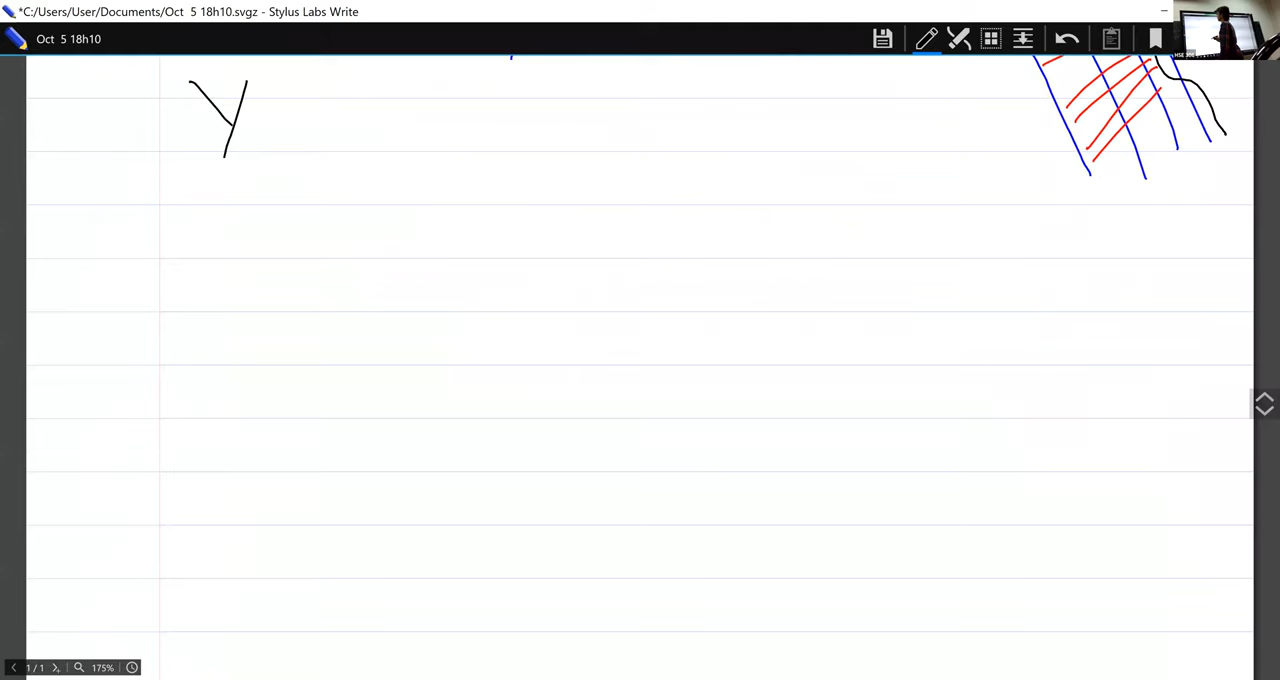 *C:/Users/User/Documents/Oct 5 18h10.svgz - Stylus Labs Write
Oct 5 18h10
y
1 / 1
175%